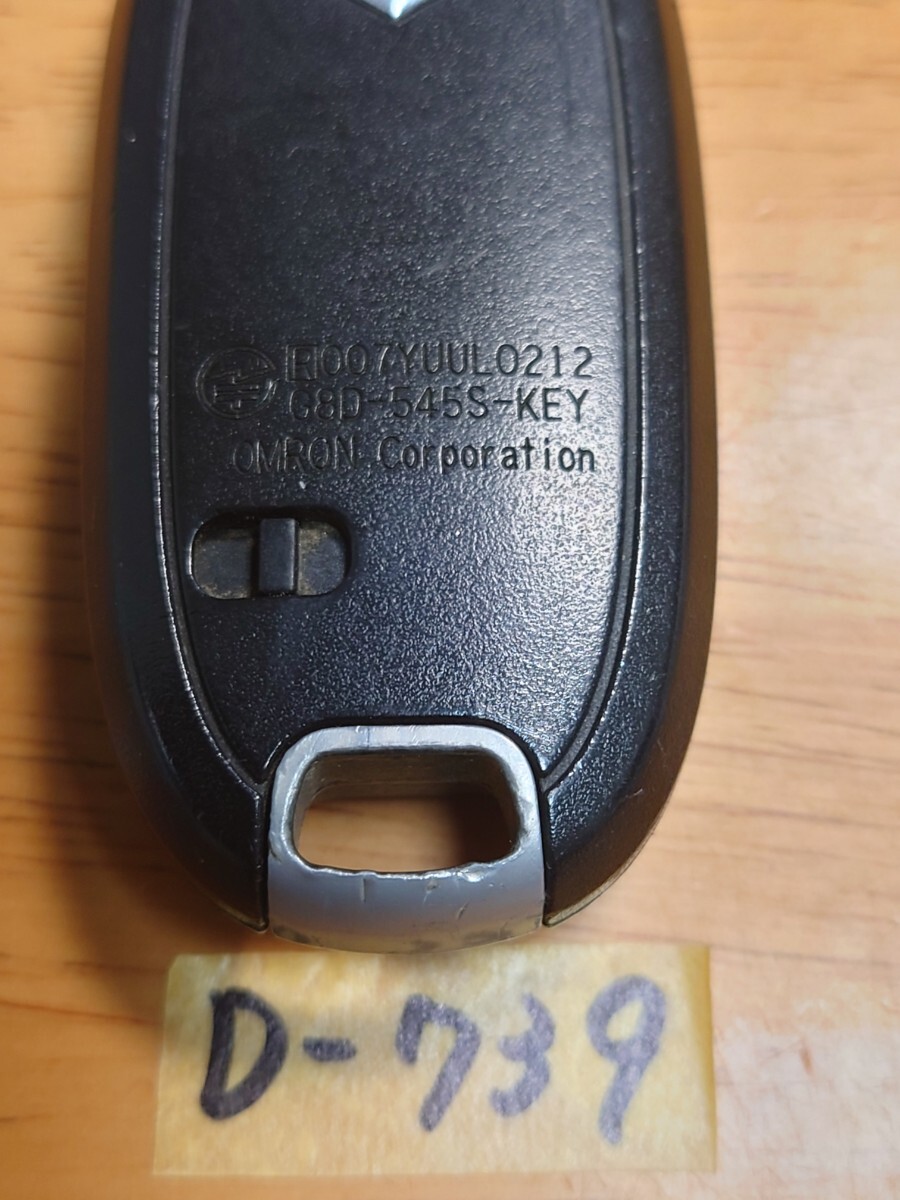 R007YUUL0212
G8D-545S-KEY
OMRON Corporation
D-739